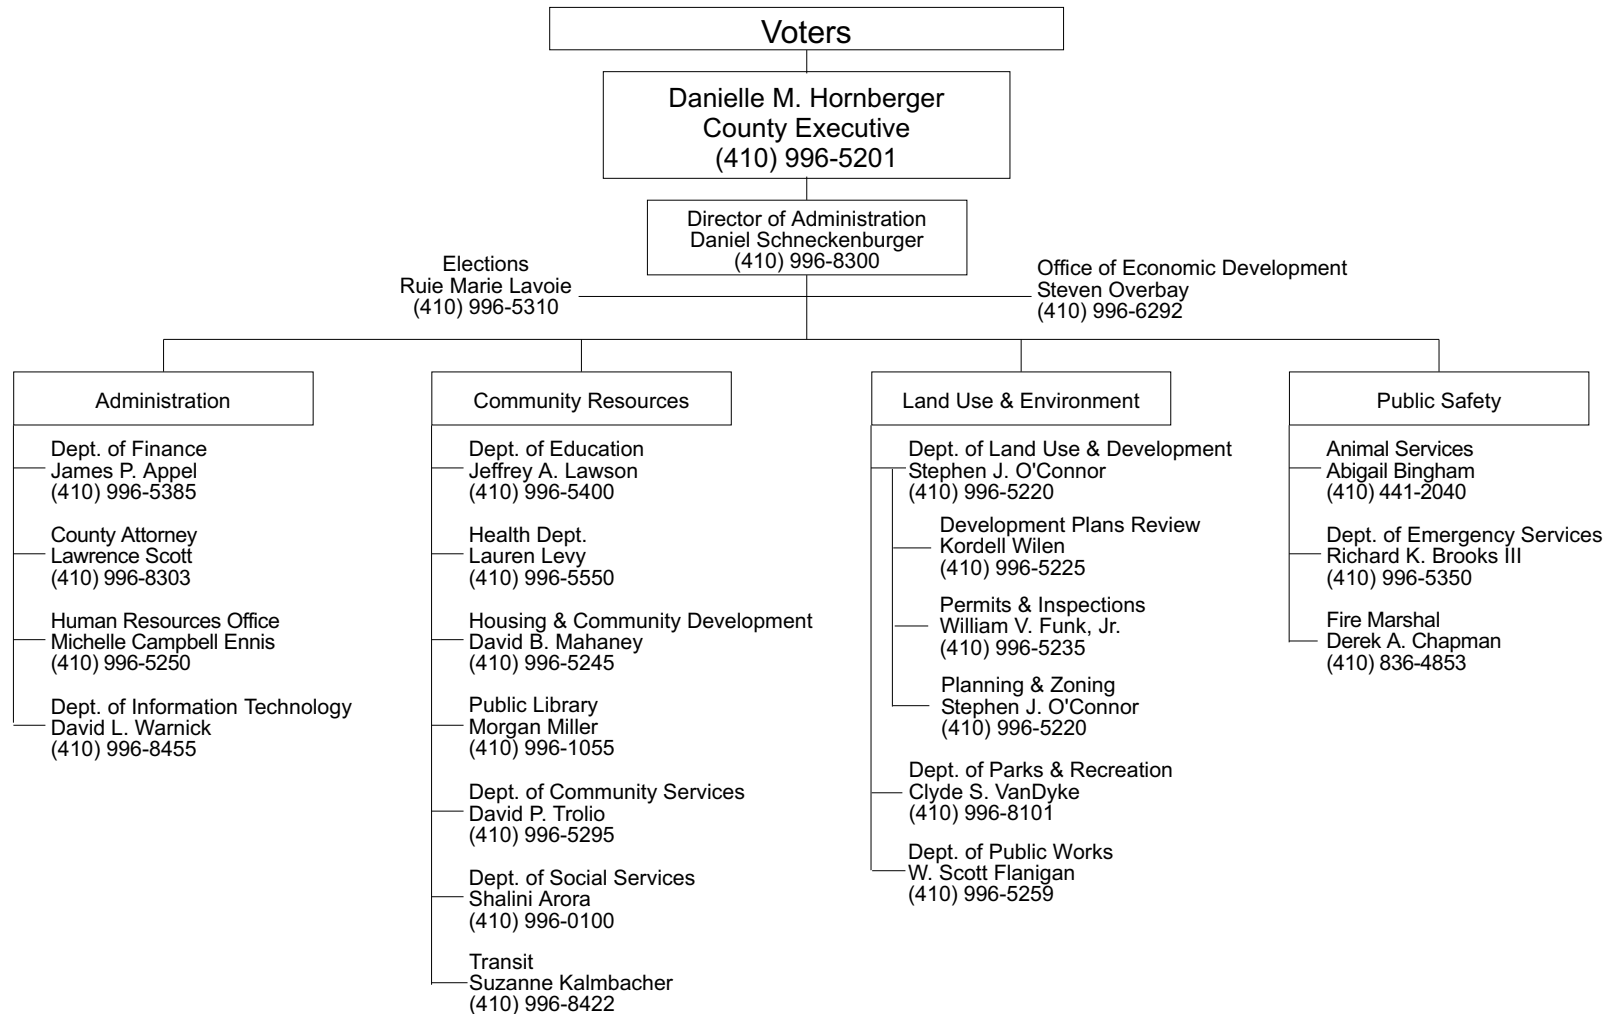 Voters
Danielle M. Hornberger
County Executive
(410) 996-5201
Director of Administration
Daniel Schneckenburger
(410) 996-8300
Elections
Ruie Marie Lavoie
(410) 996-5310
Office of Economic Development
Steven Overbay
(410) 996-6292
Administration
Dept. of Finance
James P. Appel
(410) 996-5385
County Attorney
Lawrence Scott
(410) 996-8303
Human Resources Office
Michelle Campbell Ennis
(410) 996-5250
Dept. of Information Technology
David L. Warnick
(410) 996-8455
Community Resources
Dept. of Education
Jeffrey A. Lawson
(410) 996-5400
Health Dept.
Lauren Levy
(410) 996-5550
Housing & Community Development
David B. Mahaney
(410) 996-5245
Public Library
Morgan Miller
(410) 996-1055
Dept. of Community Services
David P. Trolio
(410) 996-5295
Dept. of Social Services
Shalini Arora
(410) 996-0100
Transit
Suzanne Kalmbacher
(410) 996-8422
Land Use & Environment
Dept. of Land Use & Development
Stephen J. O'Connor
(410) 996-5220
Development Plans Review
Kordell Wilen
(410) 996-5225
Permits & Inspections
William V. Funk, Jr.
(410) 996-5235
Planning & Zoning
Stephen J. O'Connor
(410) 996-5220
Dept. of Parks & Recreation
Clyde S. VanDyke
(410) 996-8101
Dept. of Public Works
W. Scott Flanigan
(410) 996-5259
Public Safety
Animal Services
Abigail Bingham
(410) 441-2040
Dept. of Emergency Services
Richard K. Brooks III
(410) 996-5350
Fire Marshal
Derek A. Chapman
(410) 836-4853